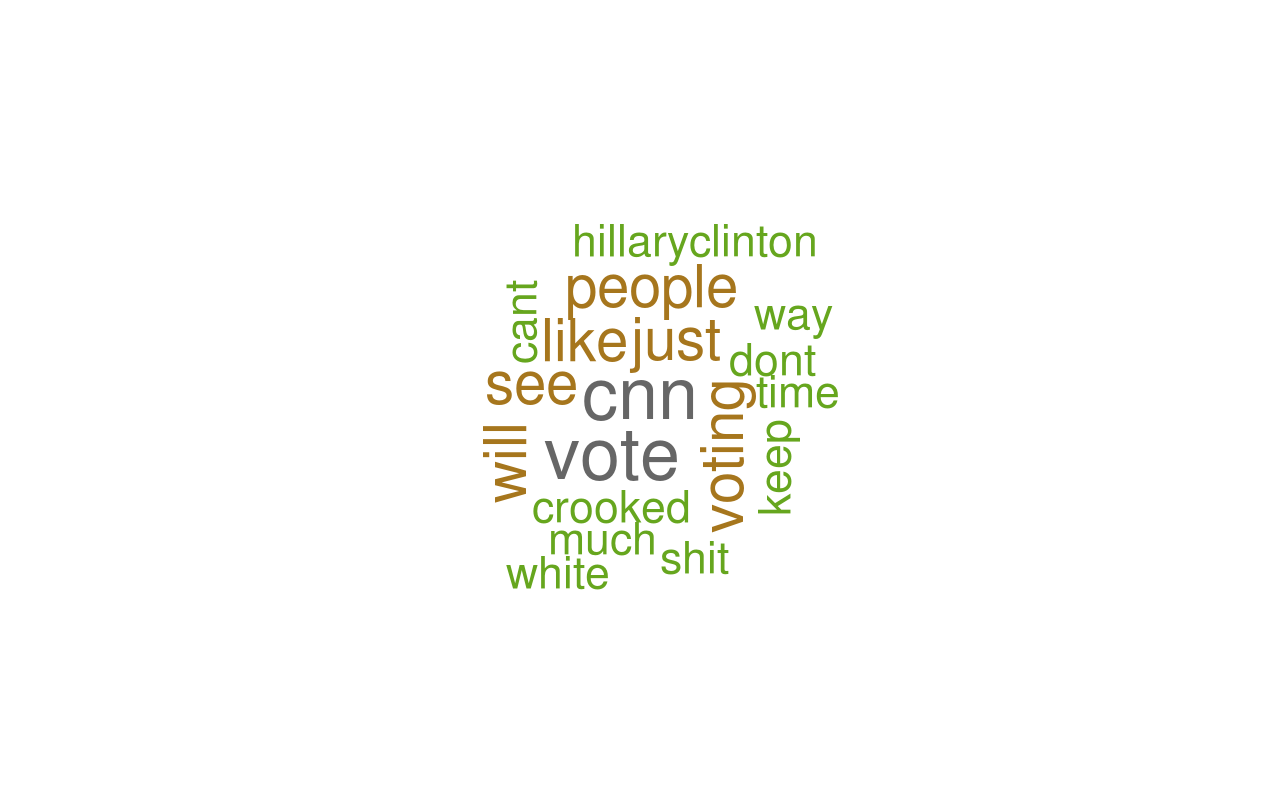 hillaryclinton
people
cant
way
like
just
dont
see
cnn
time
voting
will
vote
keep
crooked
much
shit
white